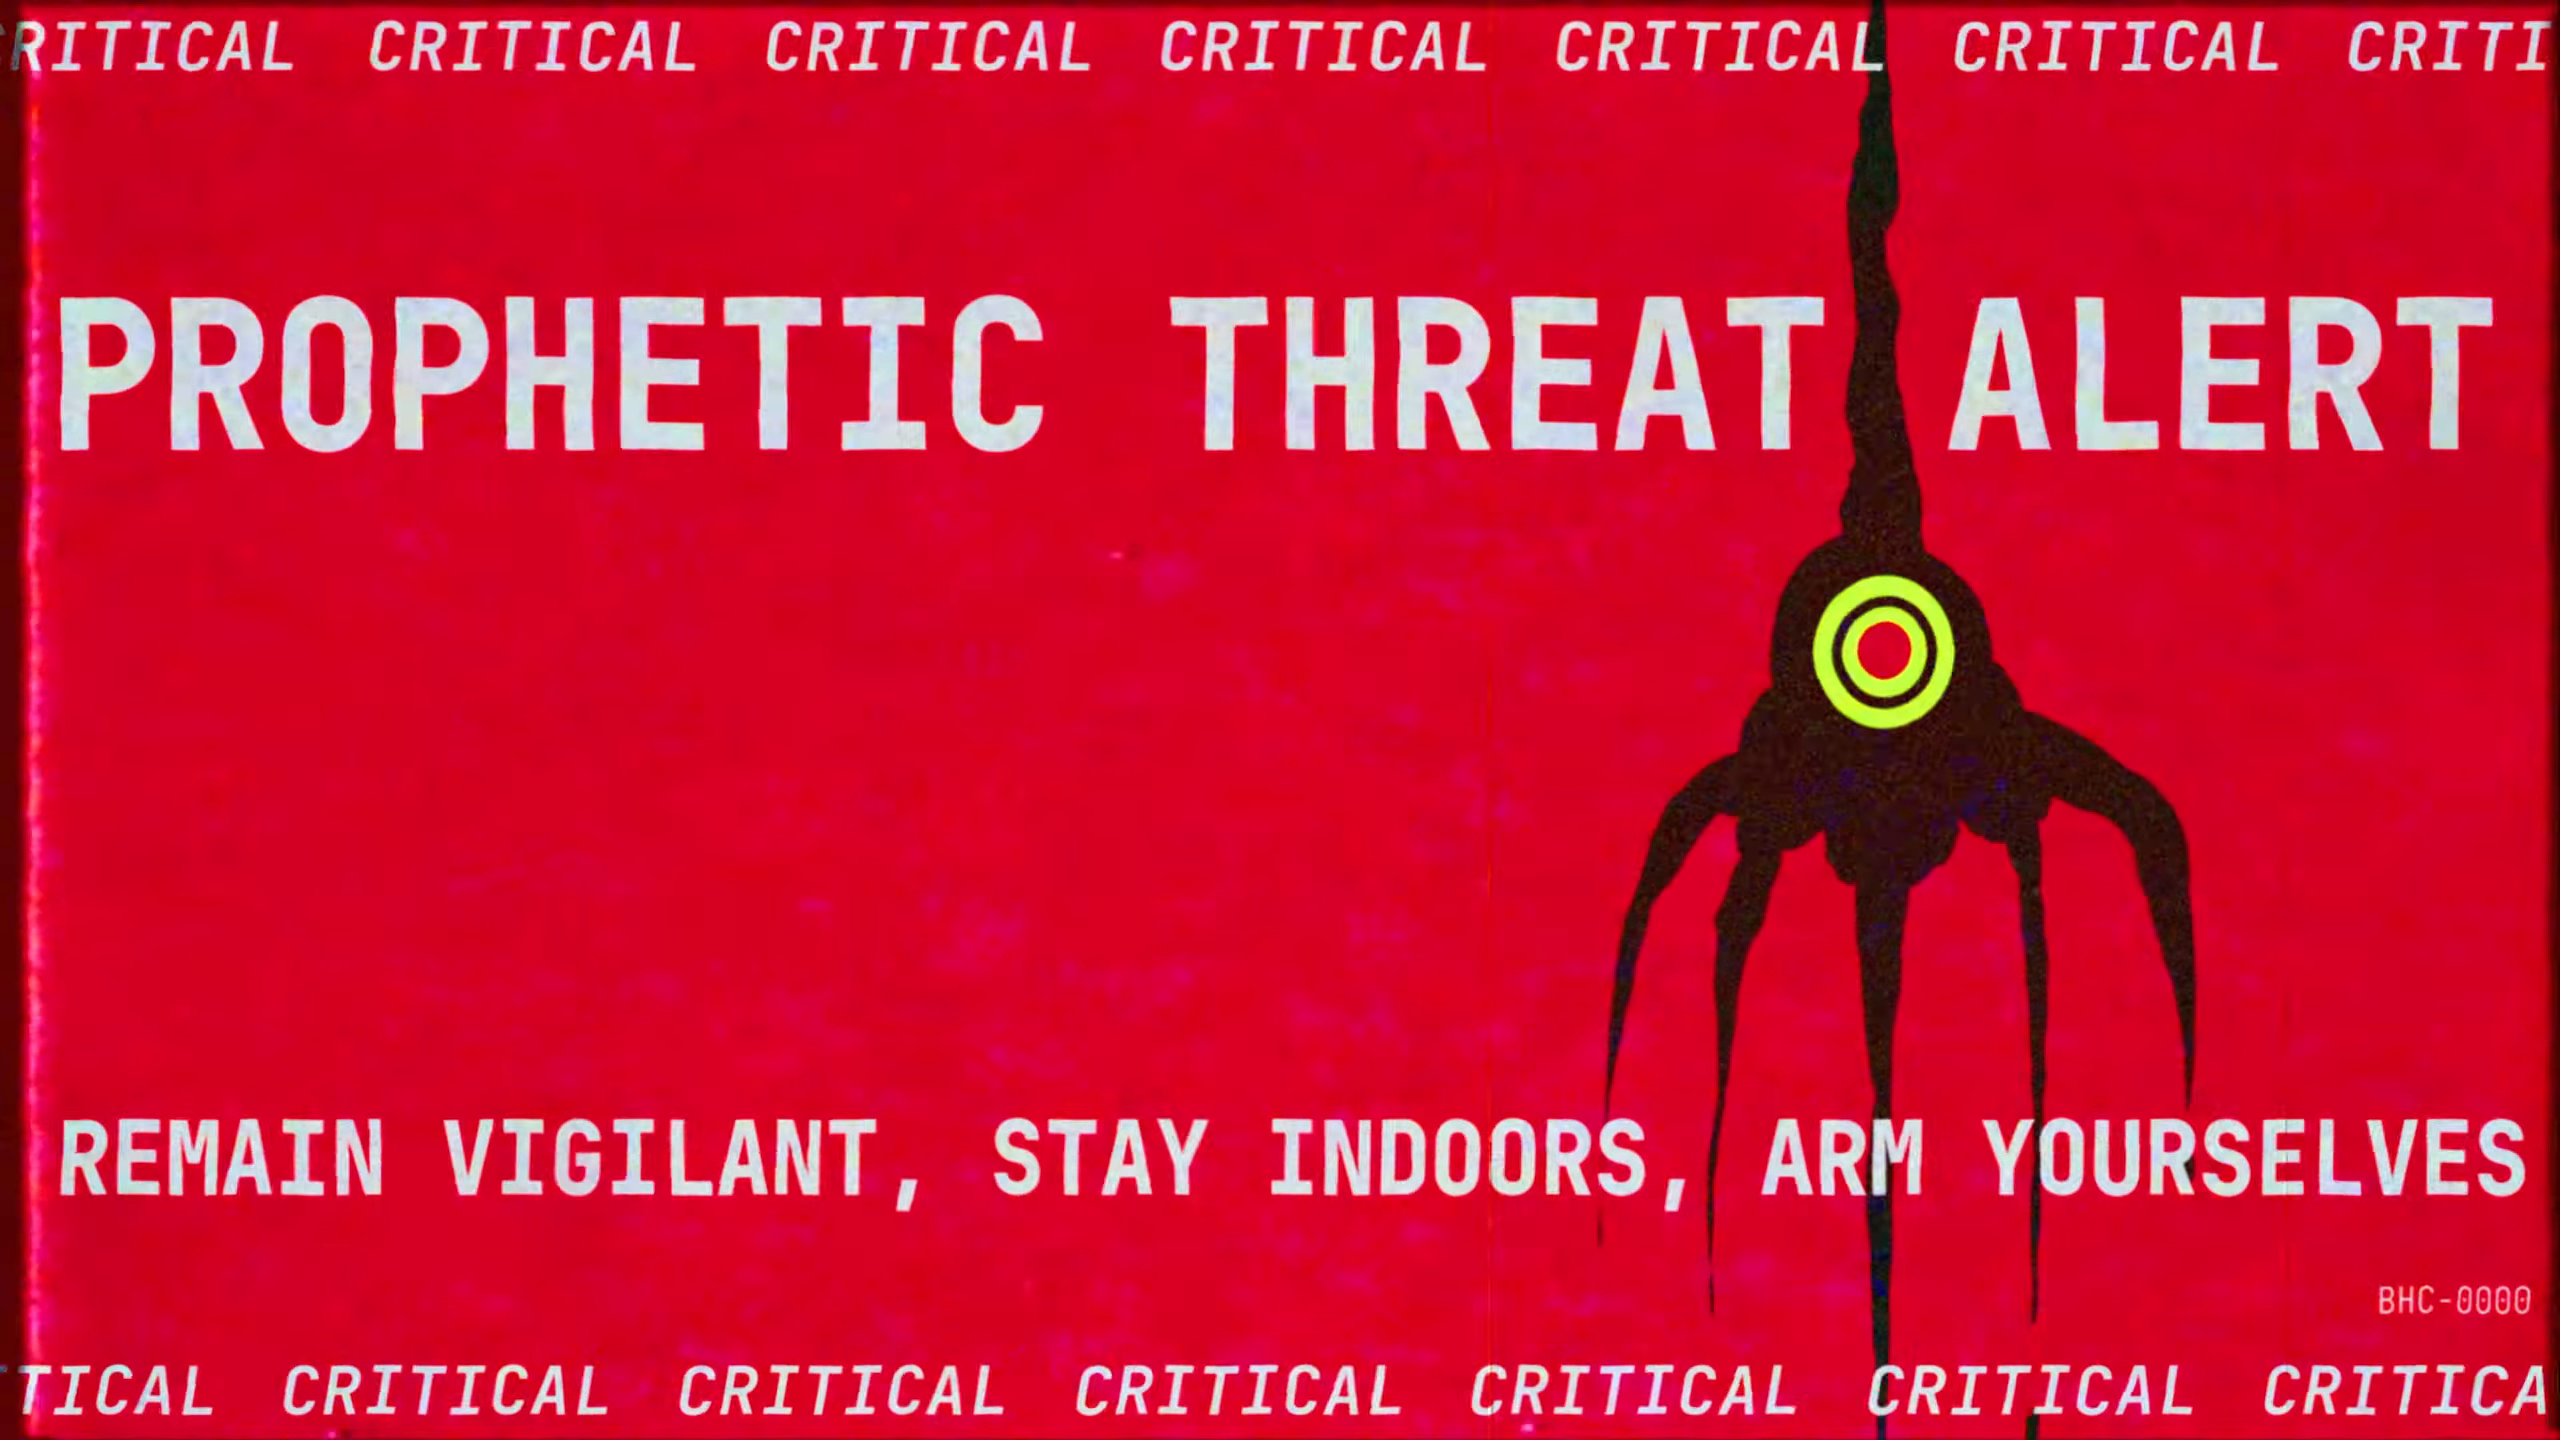 RITICAL CRITICAL CRITICAL CRITICAL CRITICAL CRITICAL CRITI
PROPHETIC THREAT ALERT
REMAIN VIGILANT, STAY INDOORS, ARM YOURSELVES
BHC-0000
TICAL CRITICAL CRITICAL CRITICAL CRITICAL CRITICAL CRITICA